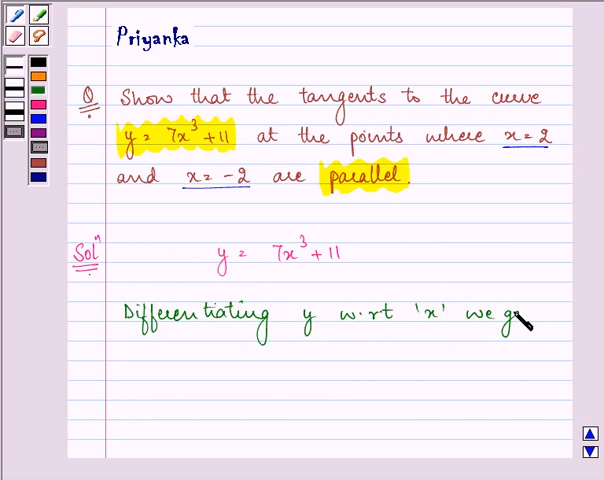 Priyanka
Q Show that the tangents to the curve
y = 7x³ + 11 at the points where x = 2
and x = -2 are parallel.
Solⁿ y = 7x³ + 11
Differentiating y w.rt 'x' we